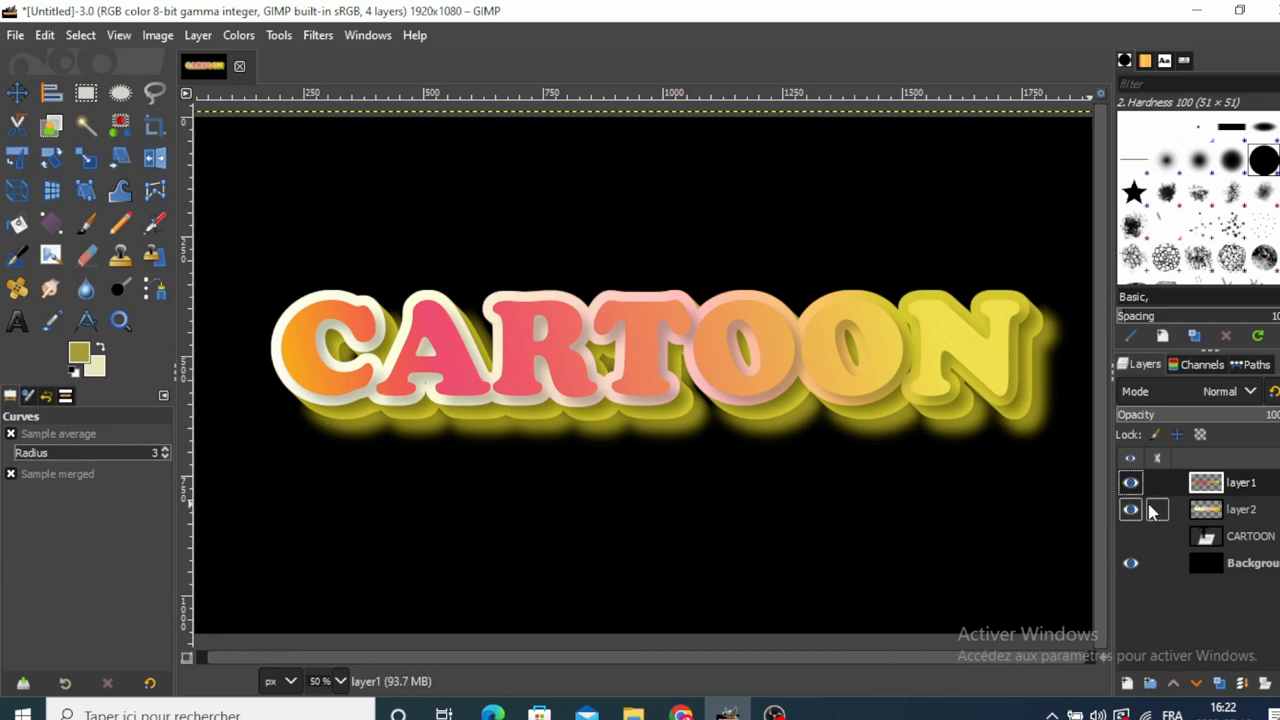 *[Untitled]-3.0 (RGB color 8-bit gamma integer, GIMP built-in sRGB, 4 layers) 1920x1080 – GIMP
File Edit Select View Layer Image Colors Tools Filters Windows Help
250 500 750 1000 1250 1500 1750
filter
2. Hardness 100 (51 × 51)
CARTOON
Basic,
Spacing 10
Layers Channels Paths
Mode Normal
Opacity 100
Lock:
Curves
Sample average
Radius 3
Sample merged
layer1
layer2
CARTOON
Backgrou
Activer Windows
Accédez aux paramètres pour activer Windows.
px 50 % layer1 (93.7 MB)
Taper ici pour rechercher
FRA
16:22